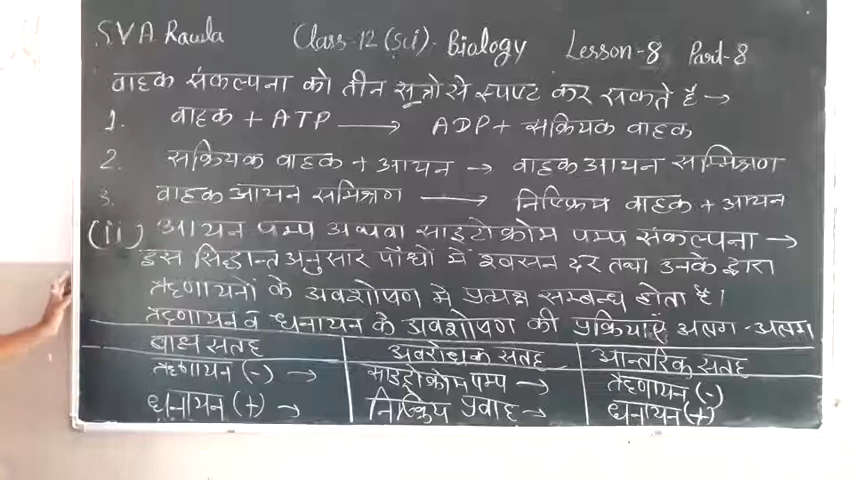 S.V.A. Rawla Class-12 (Sci). Biology Lesson-8 Part-8
वाहक संकल्पना को तीन सूत्रो से स्पष्ट कर सकते है →
1. वाहक + ATP → ADP + सक्रियक वाहक
2. सक्रियक वाहक + आयन → वाहक आयन सम्मिश्रण
3. वाहक आयन समिश्रण → निष्क्रिय वाहक + आयन
(ii) आयन पम्प अथवा साइटोक्रोम पम्प संकल्पना →
इस सिद्धान्त अनुसार पौधों में श्वसन दर तथा उनके द्वारा
ऋणायनों के अवशोषण में प्रत्यक्ष सम्बन्ध होता है।
ऋणायन व धनायन के अवशोषण की प्रक्रियाएँ अलग-अलग
बाह्य सतह अवरोधक सतह आन्तरिक सतह
ऋणायन (-) → साइटोक्रोम पम्प → ऋणायन (-)
धनायन (+) → निष्क्रिय प्रवाह → धनायन (+)